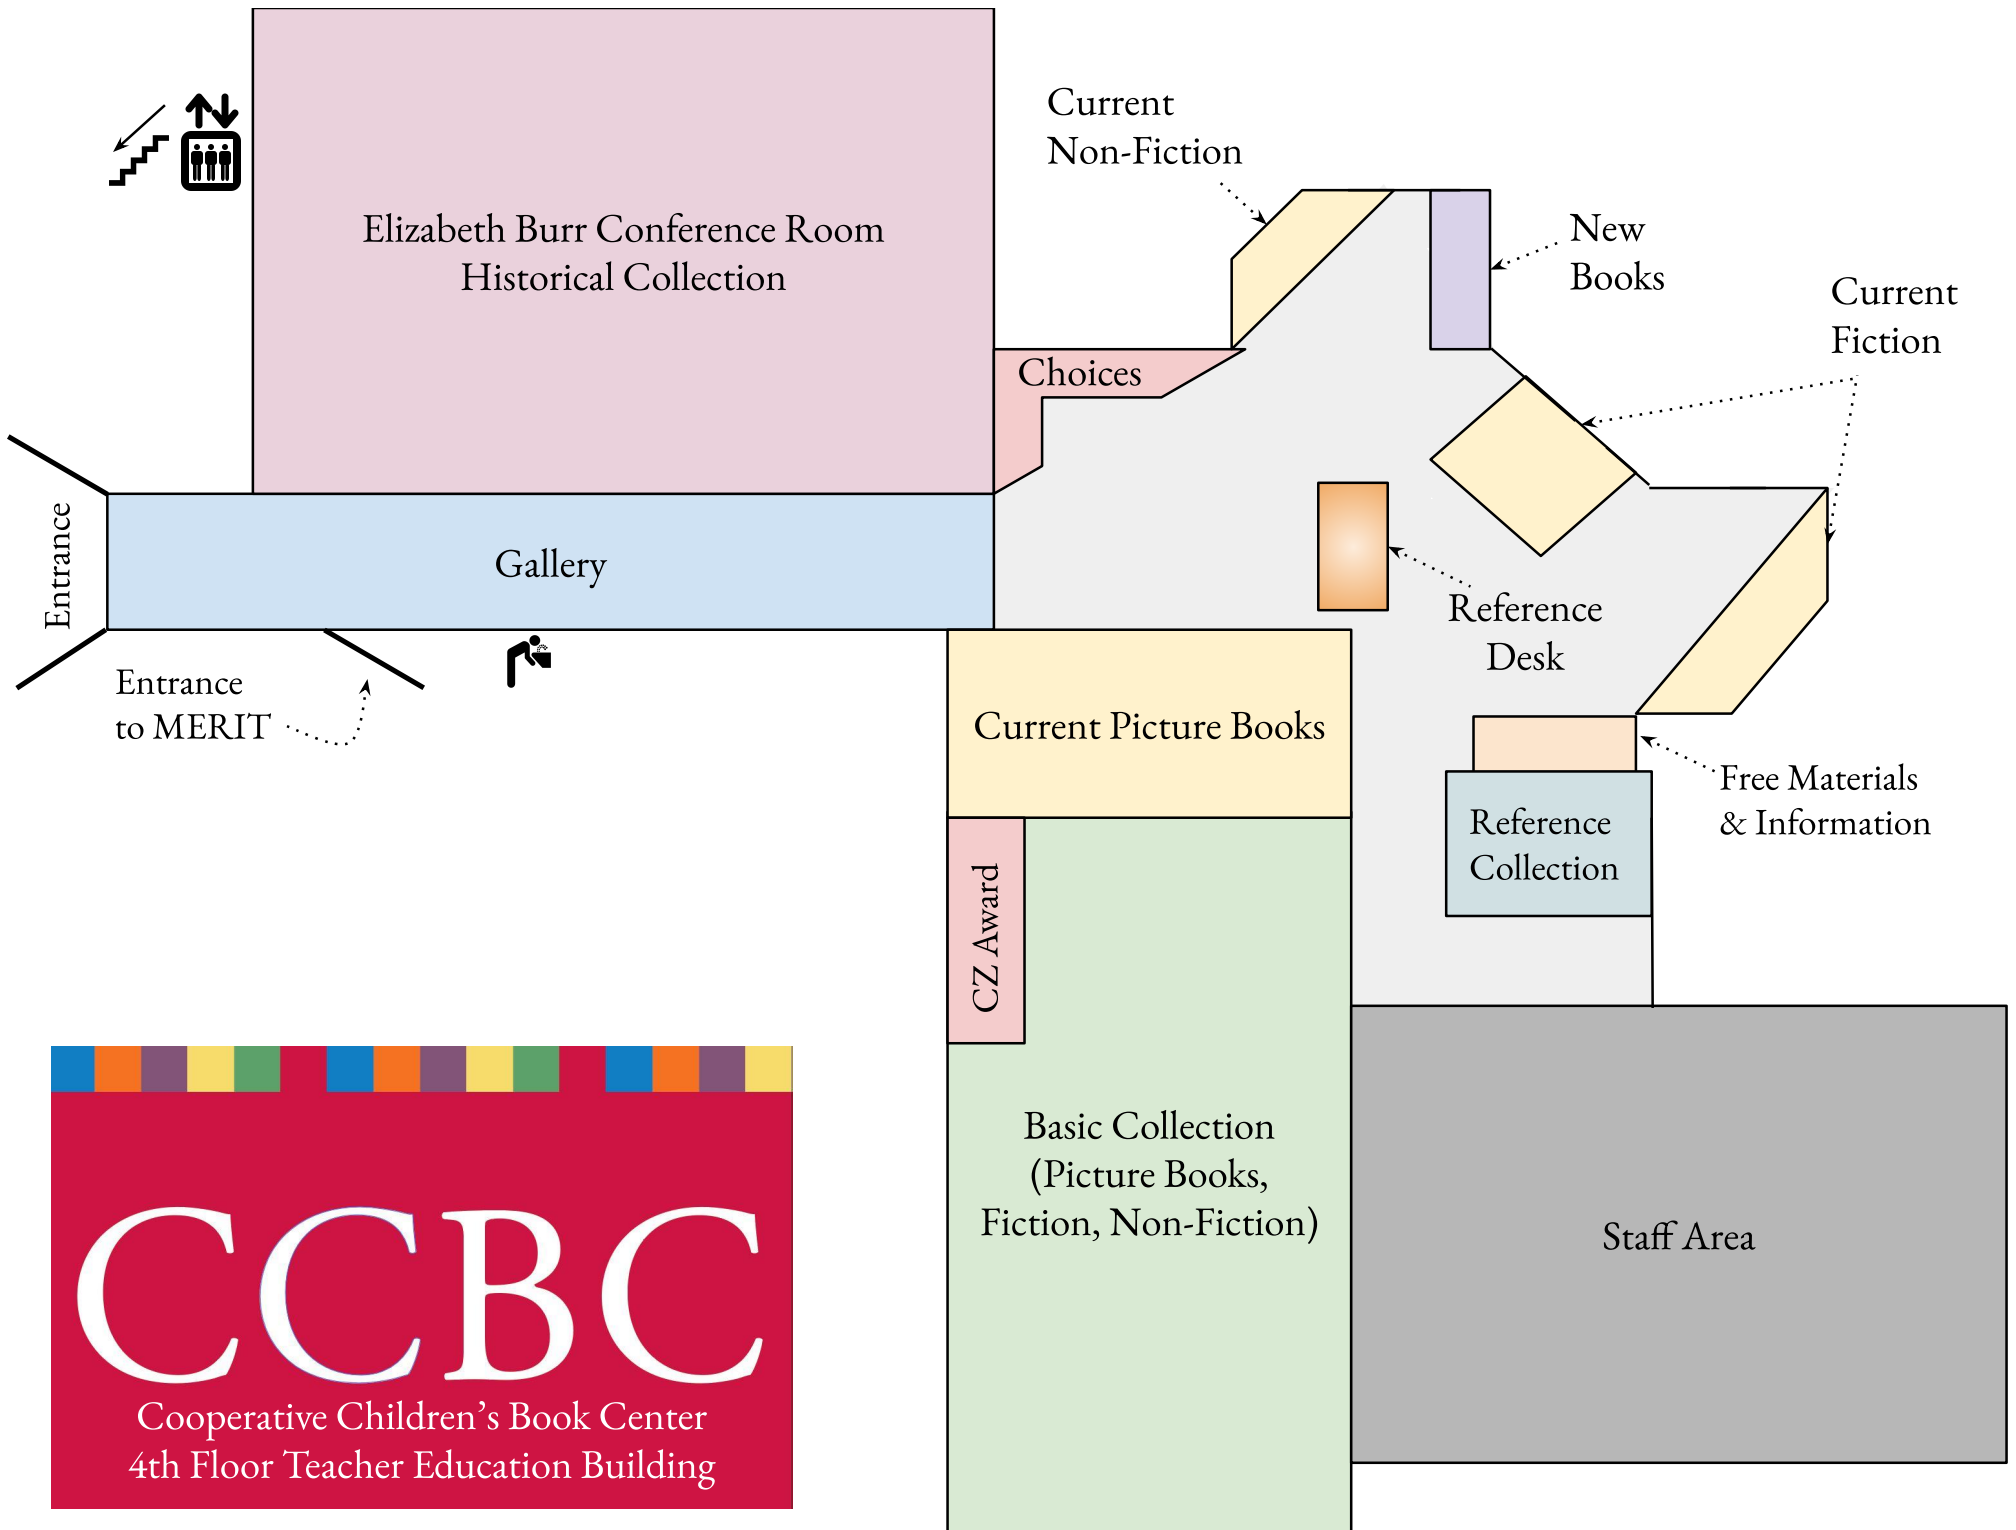 Current
Non-Fiction
Elizabeth Burr Conference Room
Historical Collection
New
Books
Current
Fiction
Choices
Entrance
Gallery
Reference
Desk
Entrance
to MERIT
Current Picture Books
Free Materials
& Information
Reference
Collection
CZ Award
Basic Collection
(Picture Books,
Fiction, Non-Fiction)
Staff Area
CCBC
Cooperative Children’s Book Center
4th Floor Teacher Education Building